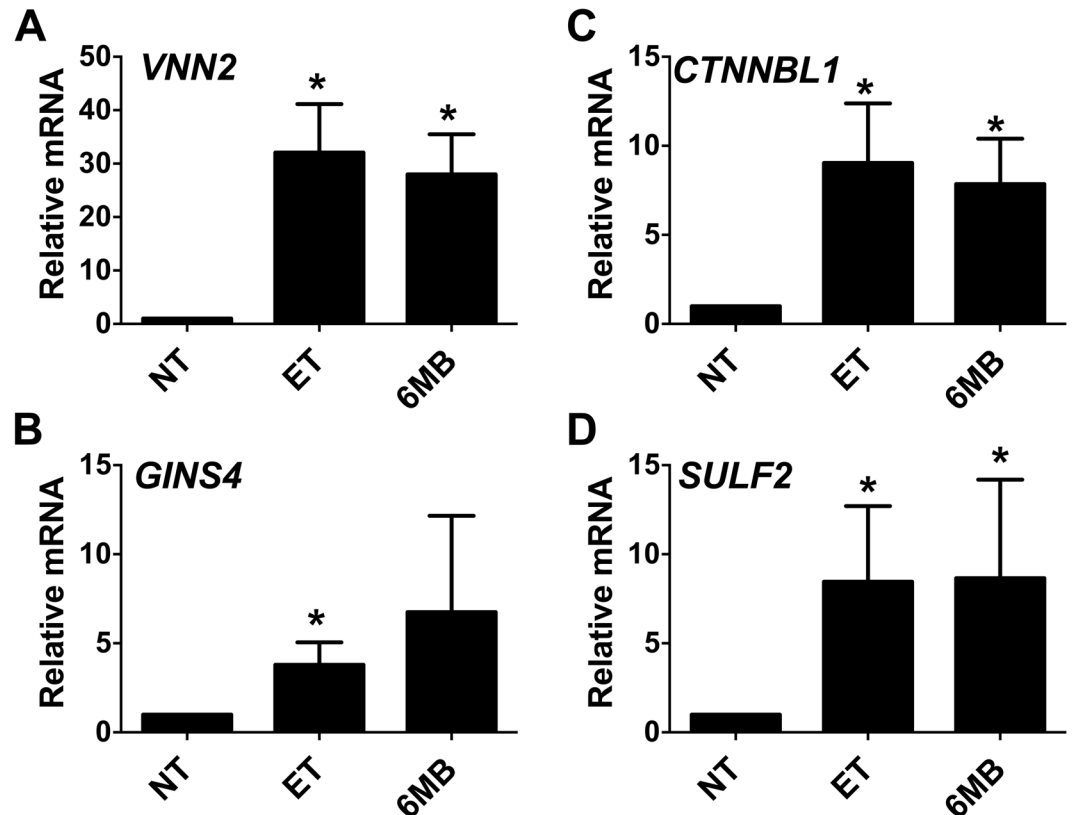 A
VNN2
Relative mRNA
50
40
30
20
10
0
*
*
NT
ET
6MB
B
GINS4
Relative mRNA
15
10
5
0
*
NT
ET
6MB
C
CTNNBL1
Relative mRNA
15
10
5
0
*
*
NT
ET
6MB
D
SULF2
Relative mRNA
15
10
5
0
*
*
NT
ET
6MB